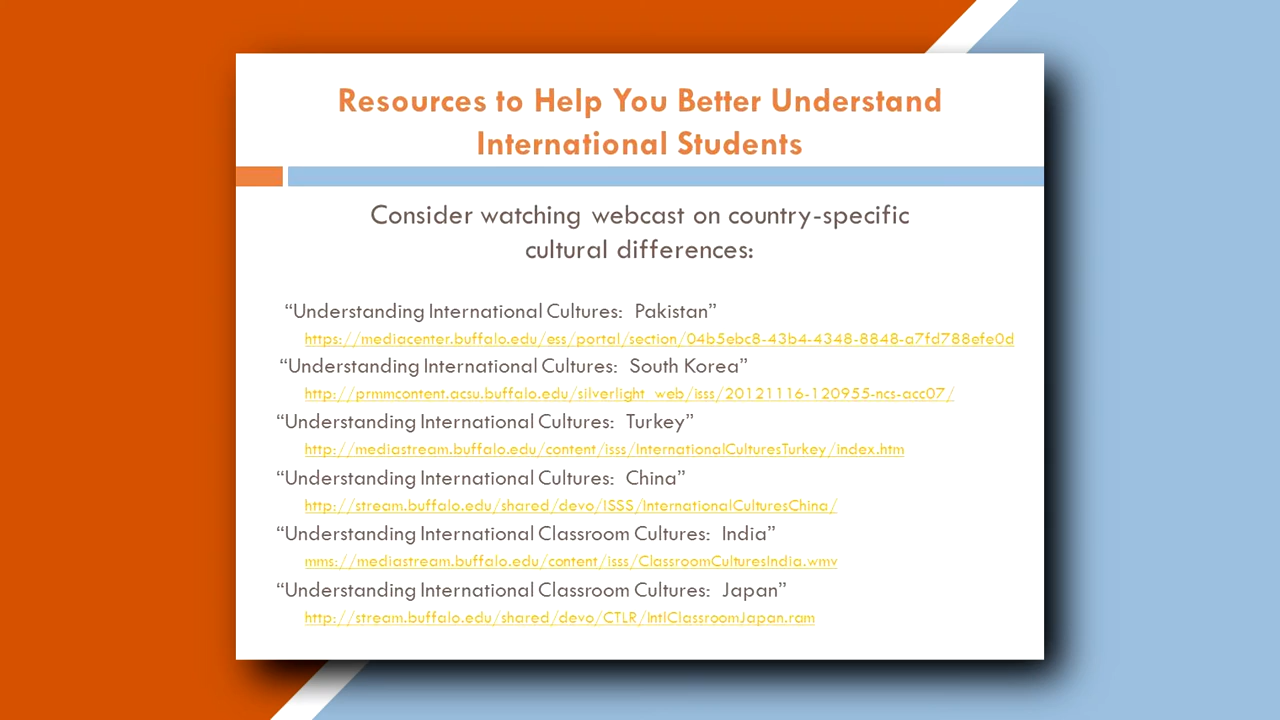 Resources to Help You Better Understand
International Students
Consider watching webcast on country-specific
cultural differences:
“Understanding International Cultures:  Pakistan”
https://mediacenter.buffalo.edu/ess/portal/section/04b5ebc8-43b4-4348-8848-a7fd788efe0d
“Understanding International Cultures:  South Korea”
http://prmmcontent.acsu.buffalo.edu/silverlight_web/isss/20121116-120955-ncs-acc07/
“Understanding International Cultures:  Turkey”
http://mediastream.buffalo.edu/content/isss/InternationalCulturesTurkey/index.htm
“Understanding International Cultures:  China”
http://stream.buffalo.edu/shared/devo/ISSS/InternationalCulturesChina/
“Understanding International Classroom Cultures:  India”
mms://mediastream.buffalo.edu/content/isss/ClassroomCulturesIndia.wmv
“Understanding International Classroom Cultures:  Japan”
http://stream.buffalo.edu/shared/devo/CTLR/IntlClassroomJapan.ram